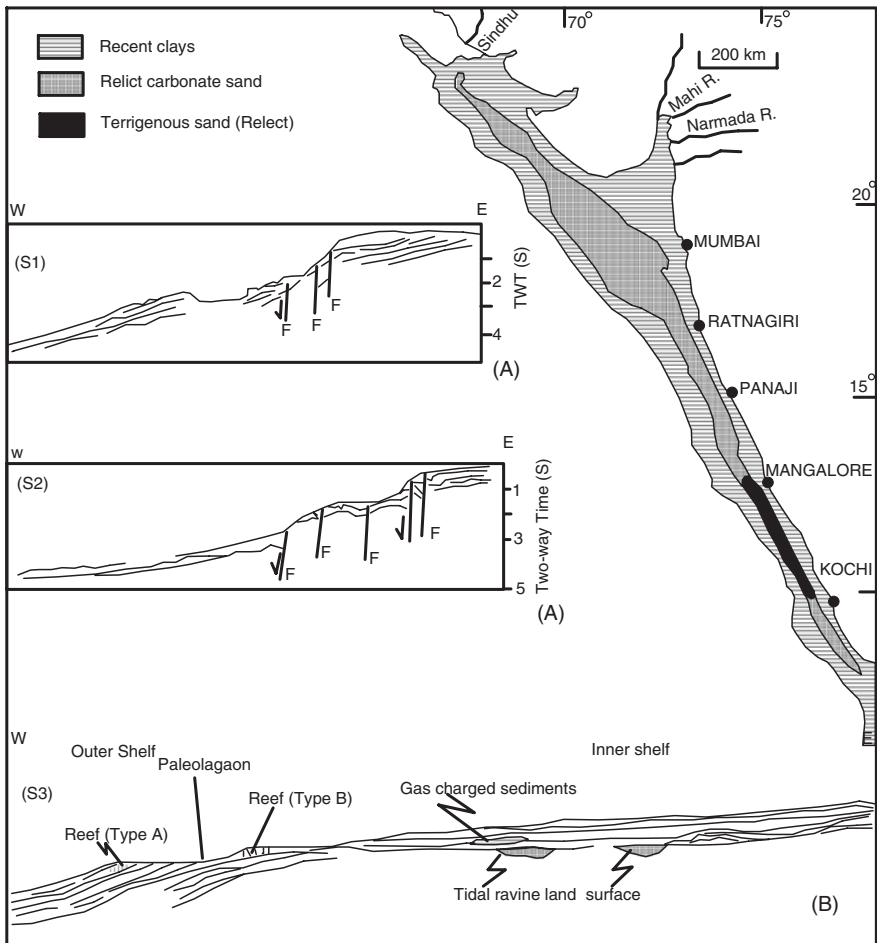 Recent clays
Relict carbonate sand
Terrigenous sand (Relect)
Sindhu
70°
75°
200 km
Mahi R.
Narmada R.
20°
MUMBAI
RATNAGIRI
15°
PANAJI
MANGALORE
KOCHI
W
E
(S1)
F
F
F
2
4
TWT (S)
(A)
w
E
(S2)
F
F
F
F
1
3
5
Two-way Time (S)
(A)
W
Outer Shelf
Paleolagaon
Inner shelf
(S3)
Gas charged sediments
Reef (Type B)
Reef (Type A)
Tidal ravine land surface
(B)